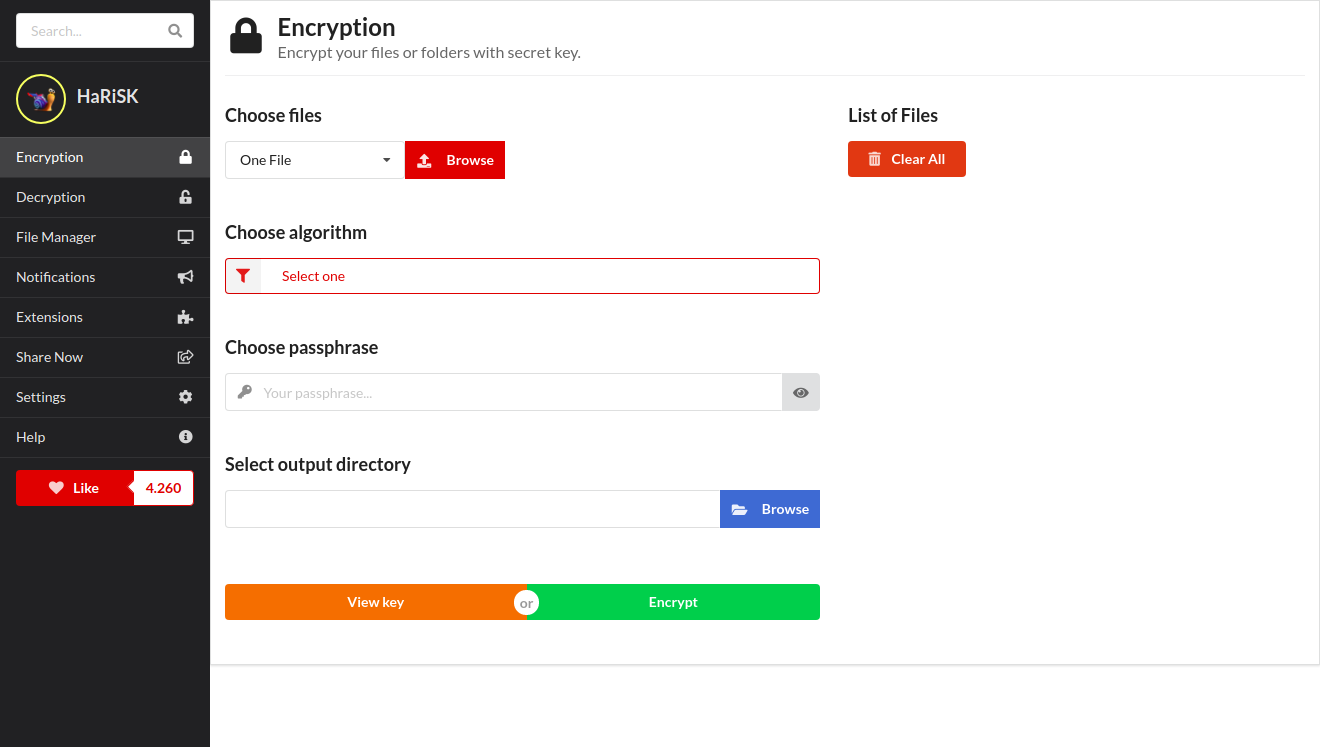 Search...
HaRiSK
Encryption
Decryption
File Manager
Notifications
Extensions
Share Now
Settings
Help
Like 4.260
Encryption
Encrypt your files or folders with secret key.
Choose files
One File Browse
Choose algorithm
Select one
Choose passphrase
Your passphrase...
Select output directory
Browse
View key or Encrypt
List of Files
Clear All